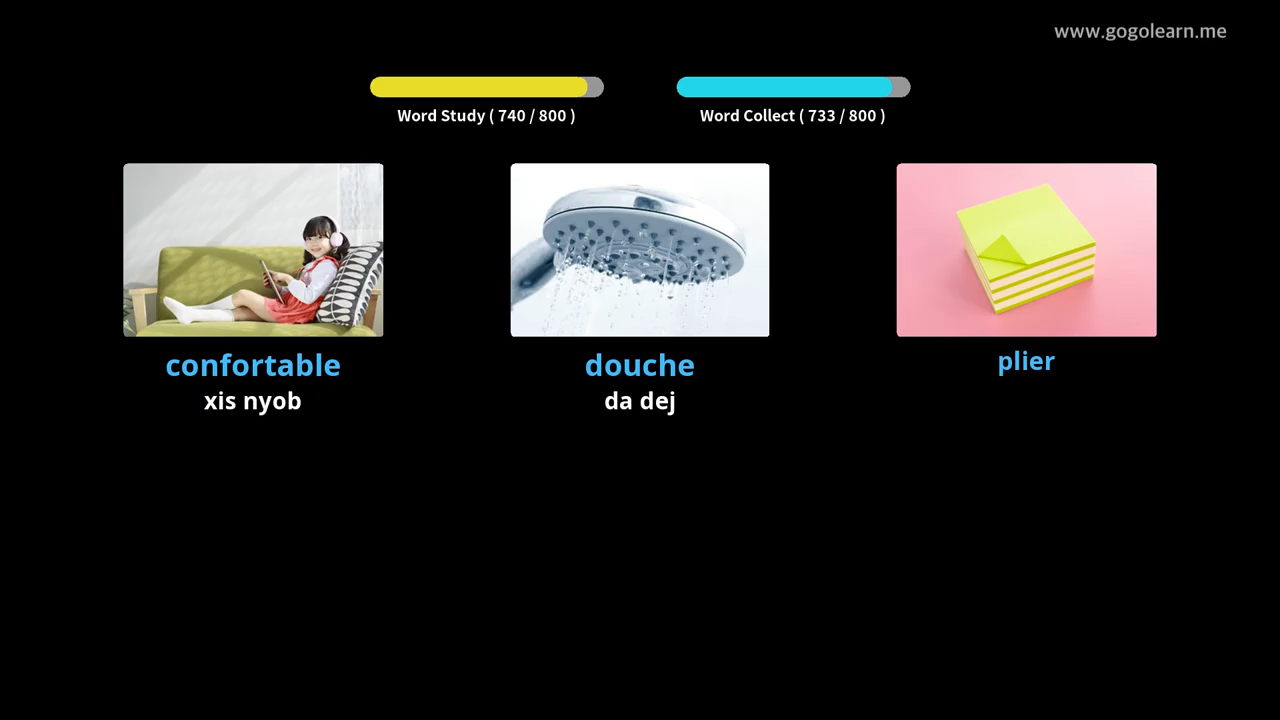 www.gogolearn.me
Word Study ( 740 / 800 )
Word Collect ( 733 / 800 )
confortable
xis nyob
douche
da dej
plier